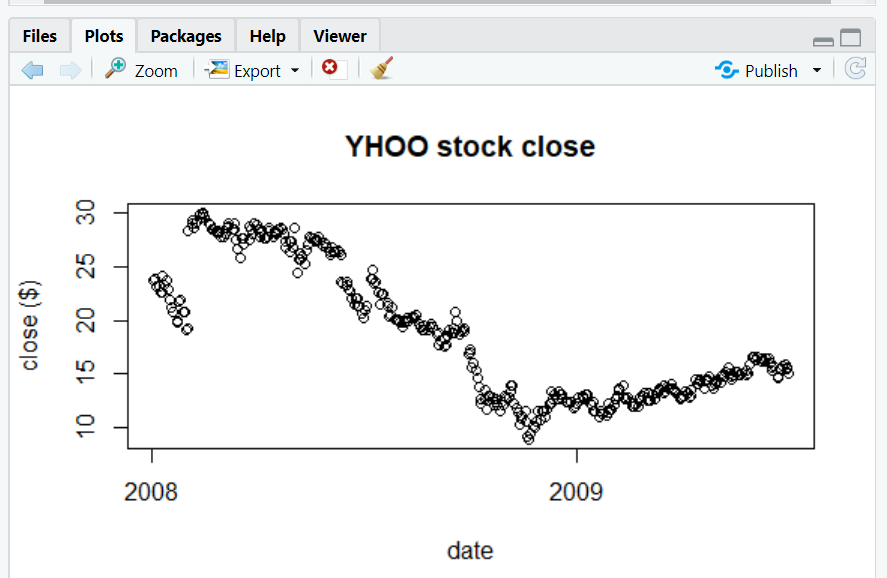 Files Plots Packages Help Viewer
Zoom Export Publish
YHOO stock close
30
25
20
15
10
close ($)
2008 2009
date